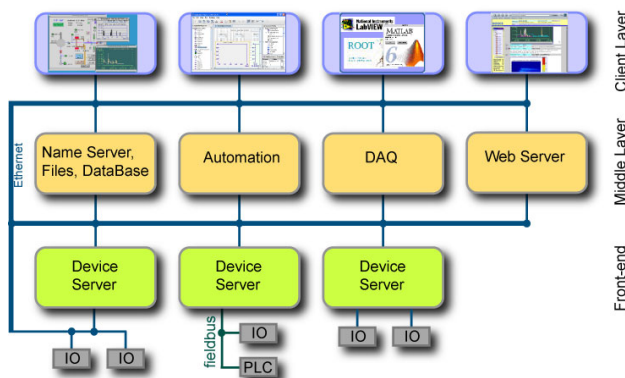 National Instruments
LabVIEW
MATLAB
ROOT
6
Client Layer
Ethernet
Name Server,
Files, DataBase
Automation
DAQ
Web Server
Middle Layer
Device
Server
Device
Server
Device
Server
Front-end
fieldbus
IO
IO
IO
PLC
IO
IO